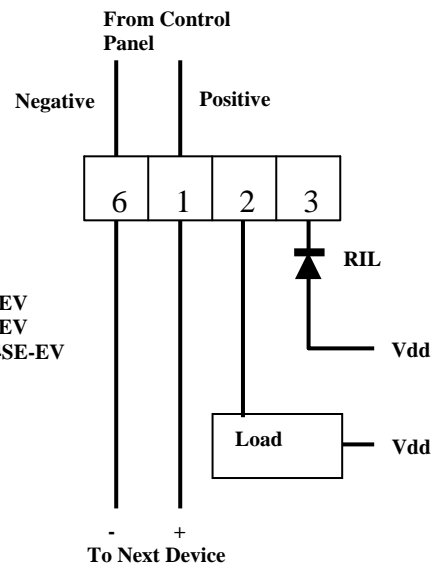 From Control
Panel
Negative
Positive
6 1 2 3
RIL
EV
EV
SE-EV
Vdd
Load
Vdd
- +
To Next Device